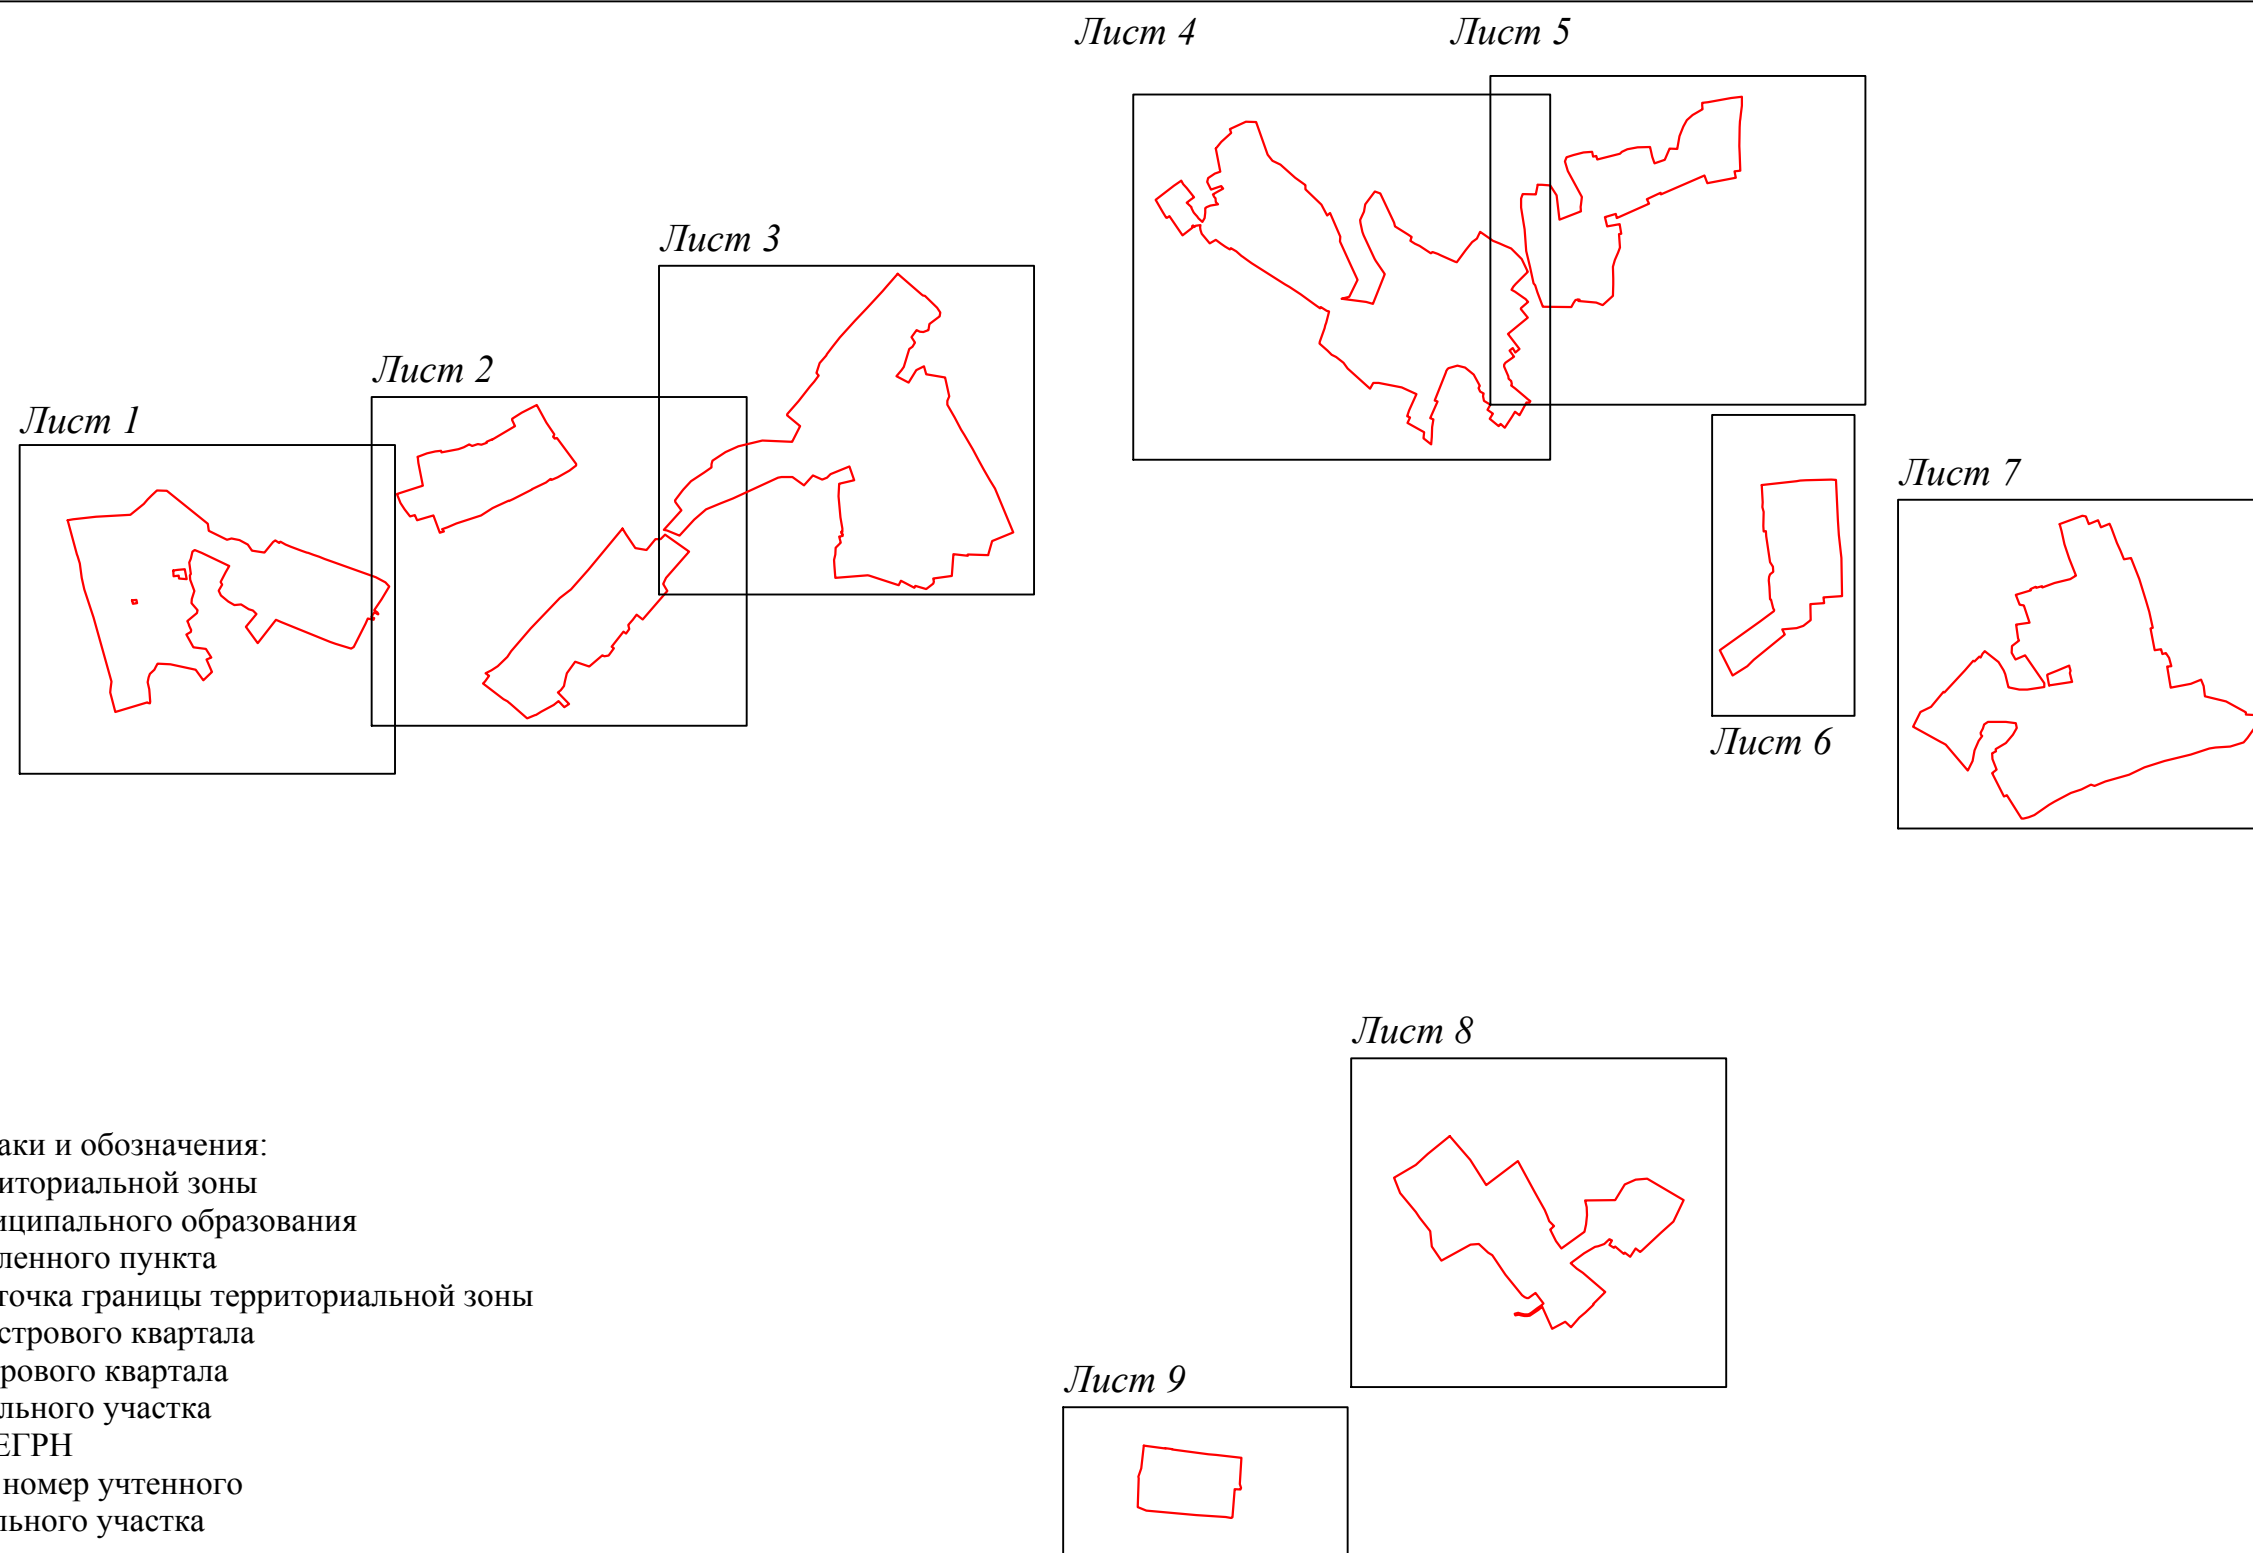 Лист 4
Лист 5
Лист 3
Лист 2
Лист 1
Лист 7
Лист 6
Лист 8
аки и обозначения:
иториальной зоны
иципального образования
ленного пункта
точка границы территориальной зоны
стрового квартала
рового квартала
льного участка
ЕГРН
номер учтенного
льного участка
Лист 9